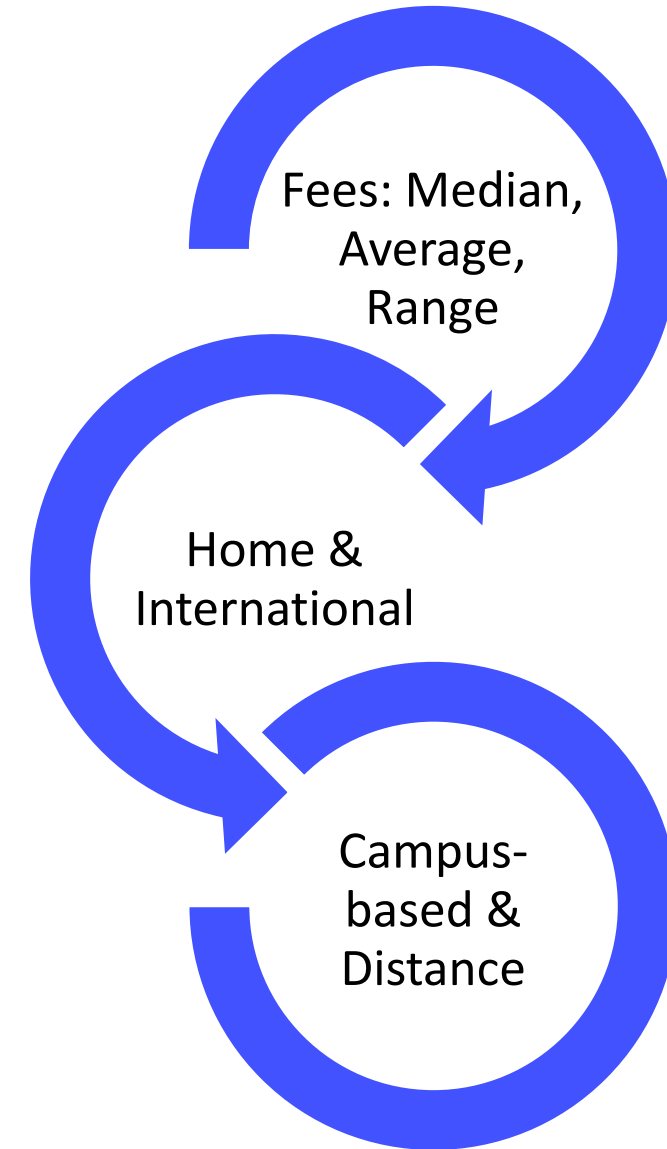 Fees: Median,
Average,
Range
Home &
International
Campus-
based &
Distance